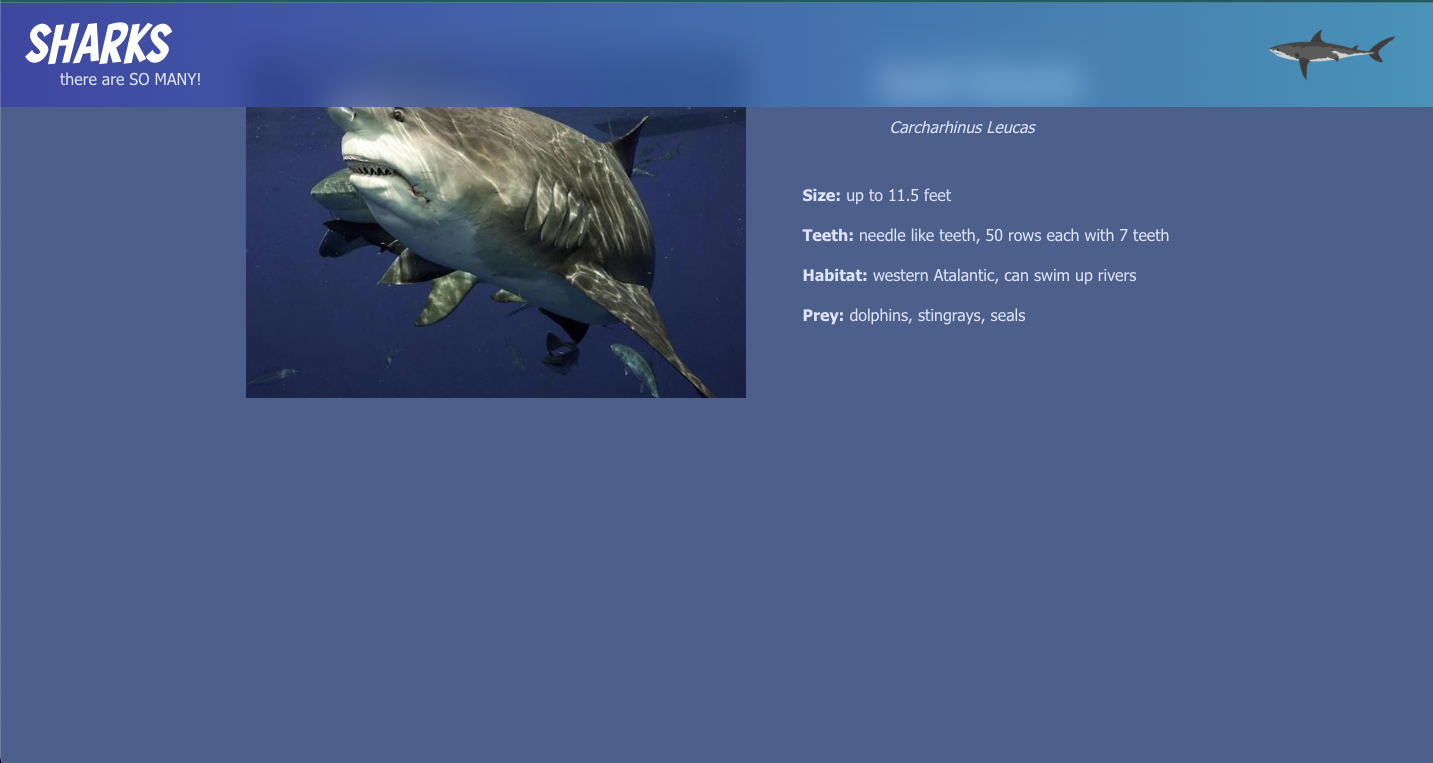 SHARKS
there are SO MANY!
Carcharhinus Leucas
Size: up to 11.5 feet
Teeth: needle like teeth, 50 rows each with 7 teeth
Habitat: western Atalantic, can swim up rivers
Prey: dolphins, stingrays, seals